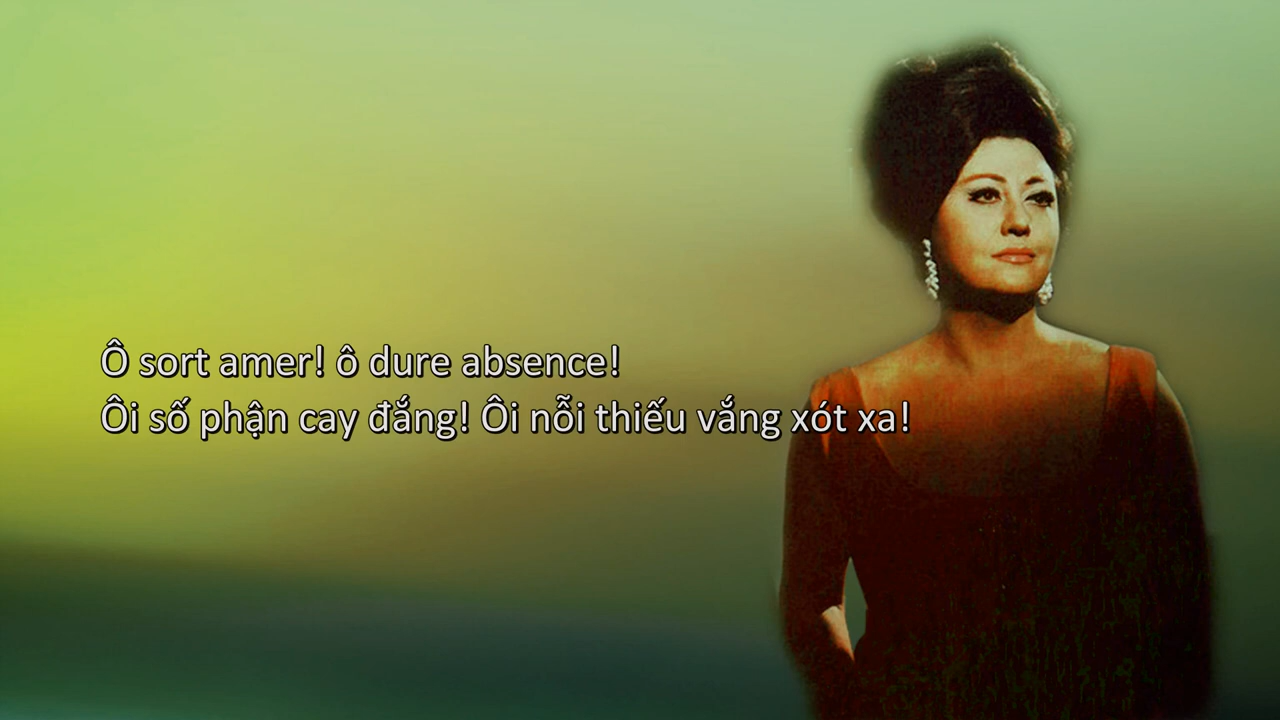 Ô sort amer! ô dure absence!
Ôi số phận cay đắng! Ôi nỗi thiếu vắng xót xa!